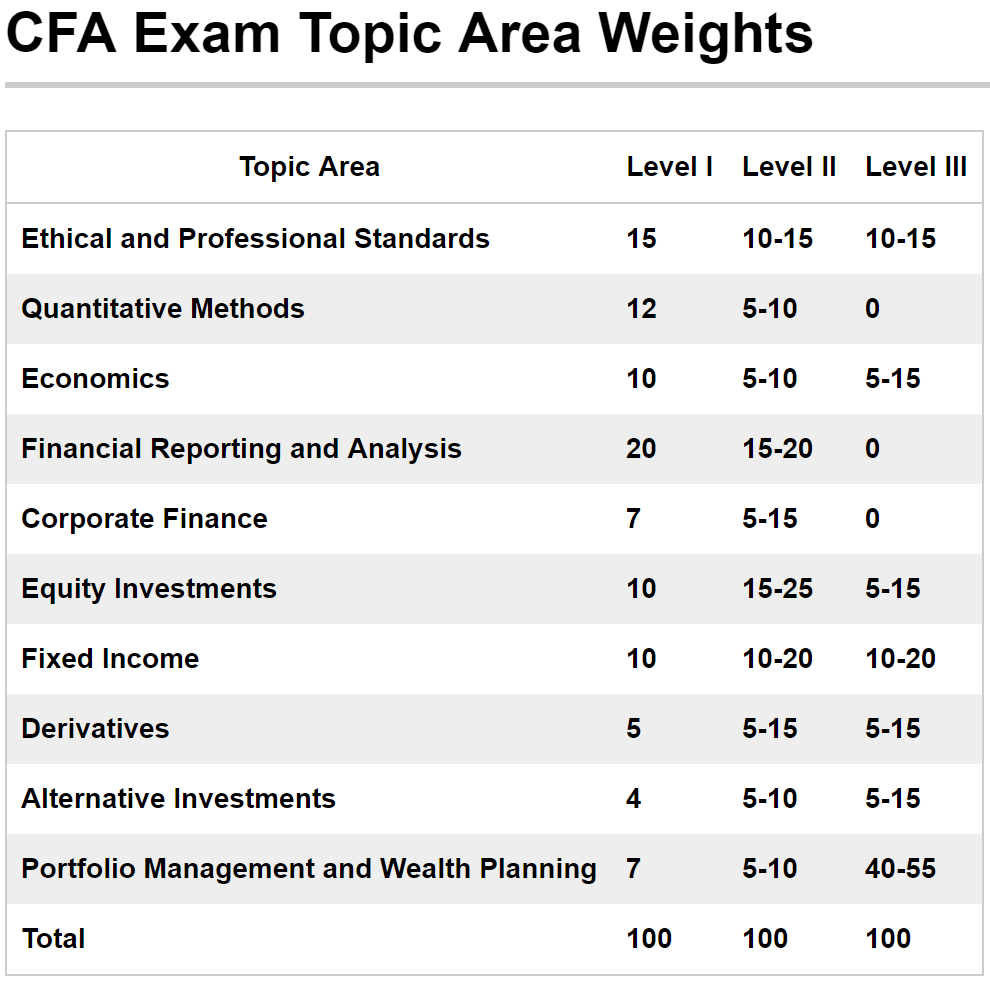 CFA Exam Topic Area Weights
Topic Area Level I Level II Level III
Ethical and Professional Standards 15 10-15 10-15
Quantitative Methods 12 5-10 0
Economics 10 5-10 5-15
Financial Reporting and Analysis 20 15-20 0
Corporate Finance 7 5-15 0
Equity Investments 10 15-25 5-15
Fixed Income 10 10-20 10-20
Derivatives 5 5-15 5-15
Alternative Investments 4 5-10 5-15
Portfolio Management and Wealth Planning 7 5-10 40-55
Total 100 100 100